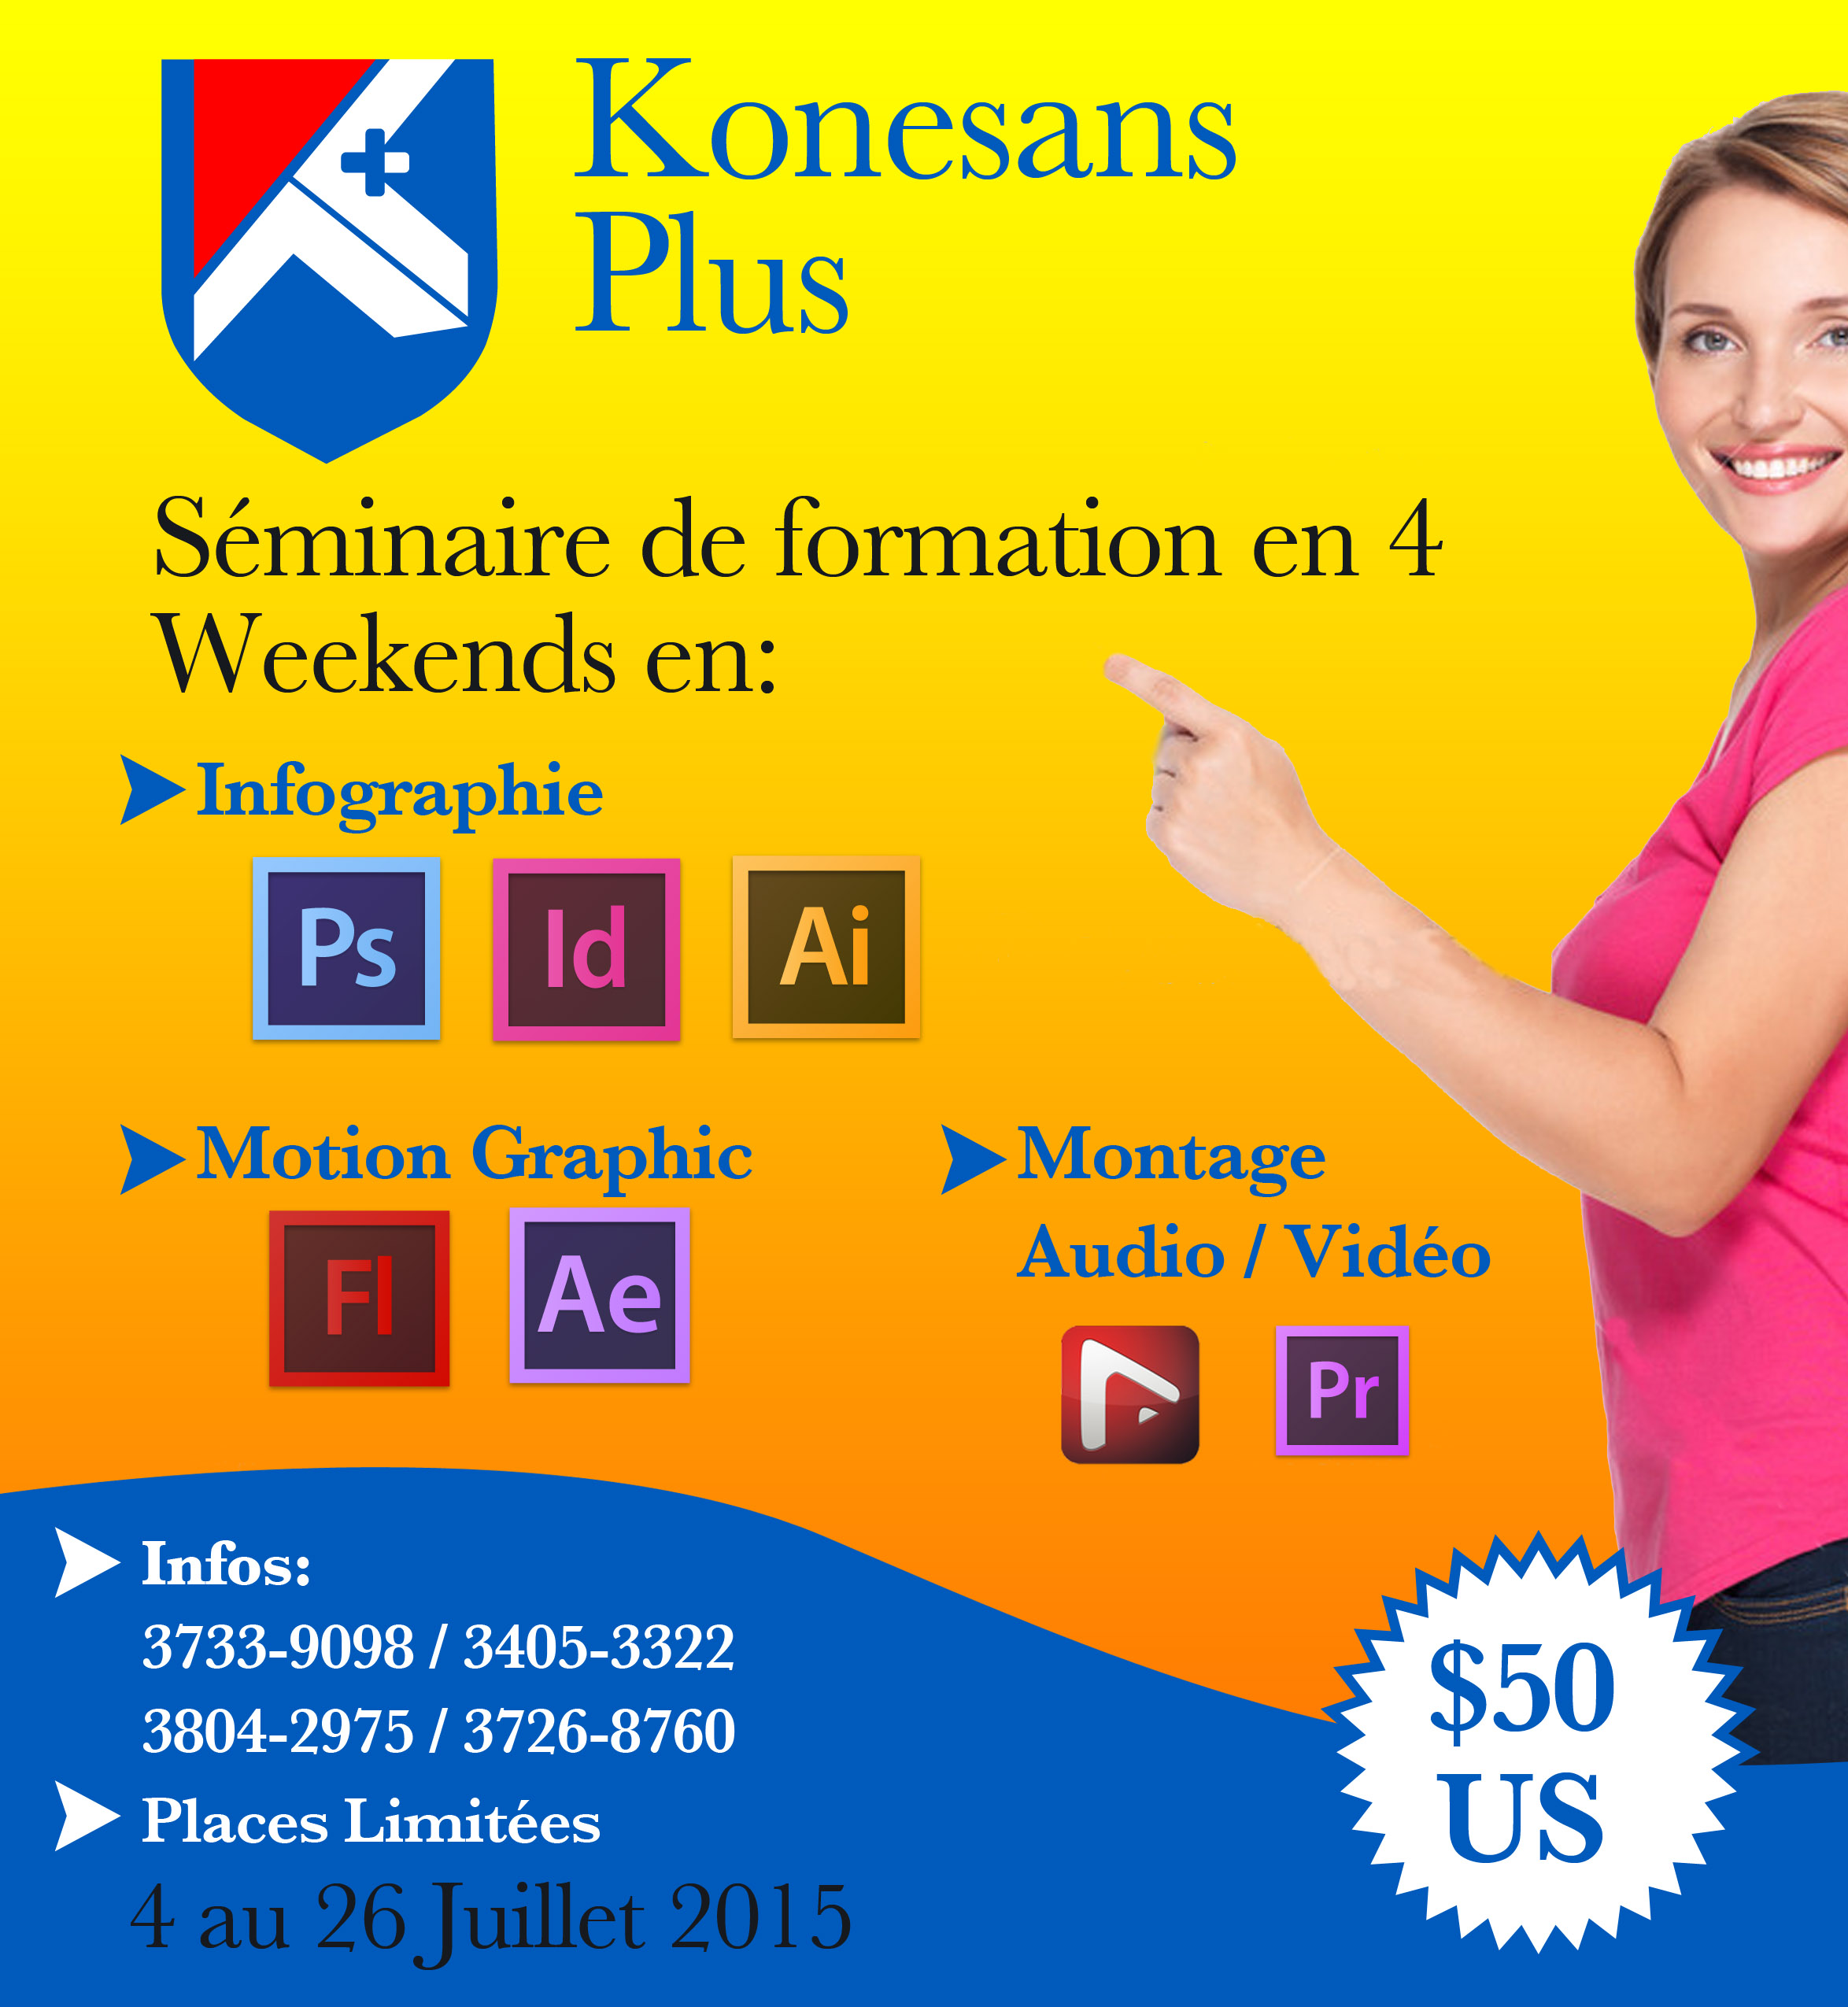 Konesans
Plus
Séminaire de formation en 4
Weekends en:
Infographie
Ps Id Ai
Motion Graphic
Fl Ae
Montage
Audio / Vidéo
Pr
Infos:
3733-9098 / 3405-3322
3804-2975 / 3726-8760
Places Limitées
4 au 26 Juillet 2015
$50
US